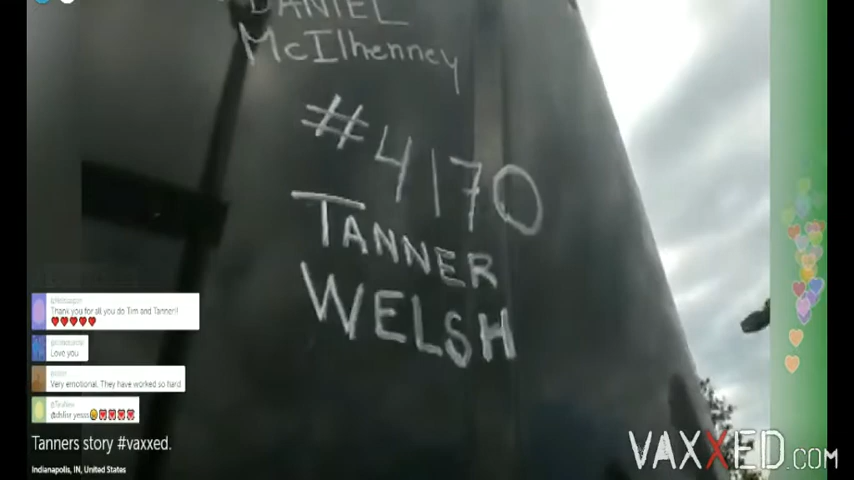 DANIEL
McIlhenney
#4170
TANNER
WELSH
Thank you for all you do Tim and Tanner!!
Love you
Very emotional. They have worked so hard
yesss
Tanners story #vaxxed.
Indianapolis, IN, United States
VAXXED.COM